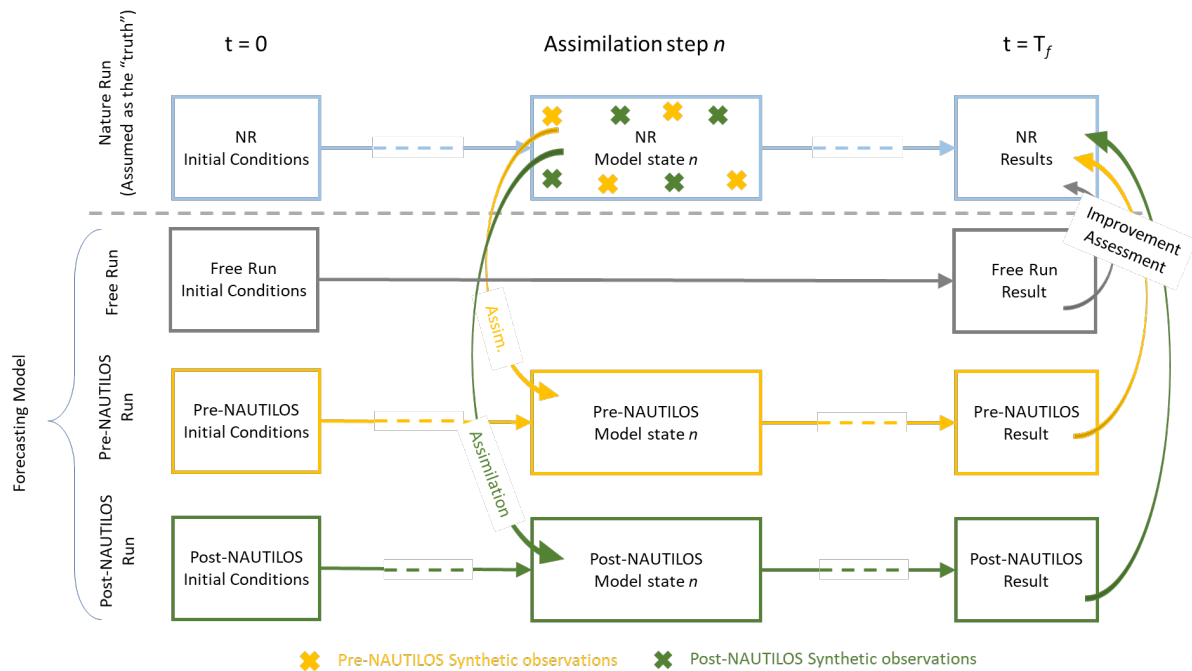 t = 0
Assimilation step n
t = Tf
Nature Run
(Assumed as the “truth”)
NR
Initial Conditions
NR
Model state n
NR
Results
Improvement
Assessment
Forecasting Model
Free Run
Free Run
Initial Conditions
Free Run
Result
Assim.
Pre-NAUTILOS
Run
Pre-NAUTILOS
Initial Conditions
Pre-NAUTILOS
Model state n
Pre-NAUTILOS
Result
Assimilation
Post-NAUTILOS
Run
Post-NAUTILOS
Initial Conditions
Post-NAUTILOS
Model state n
Post-NAUTILOS
Result
Pre-NAUTILOS Synthetic observations
Post-NAUTILOS Synthetic observations